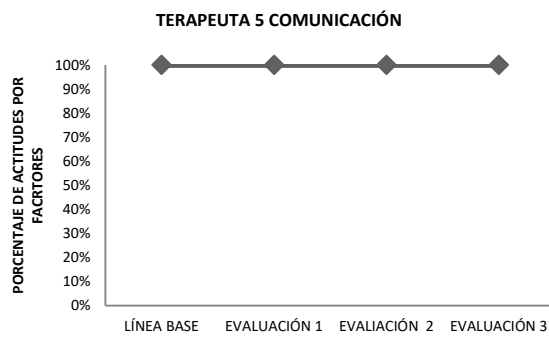 TERAPEUTA 5 COMUNICACIÓN
PORCENTAJE DE ACTITUDES POR
FACRTORES
100%
90%
80%
70%
60%
50%
40%
30%
20%
10%
0%
LÍNEA BASE EVALUACIÓN 1 EVALIACIÓN 2 EVALUACIÓN 3